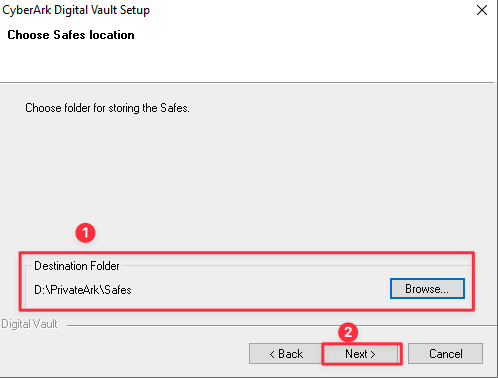 CyberArk Digital Vault Setup
Choose Safes location
Choose folder for storing the Safes.
1
Destination Folder
D:\PrivateArk\Safes
Browse...
Digital Vault
2
< Back
Next >
Cancel